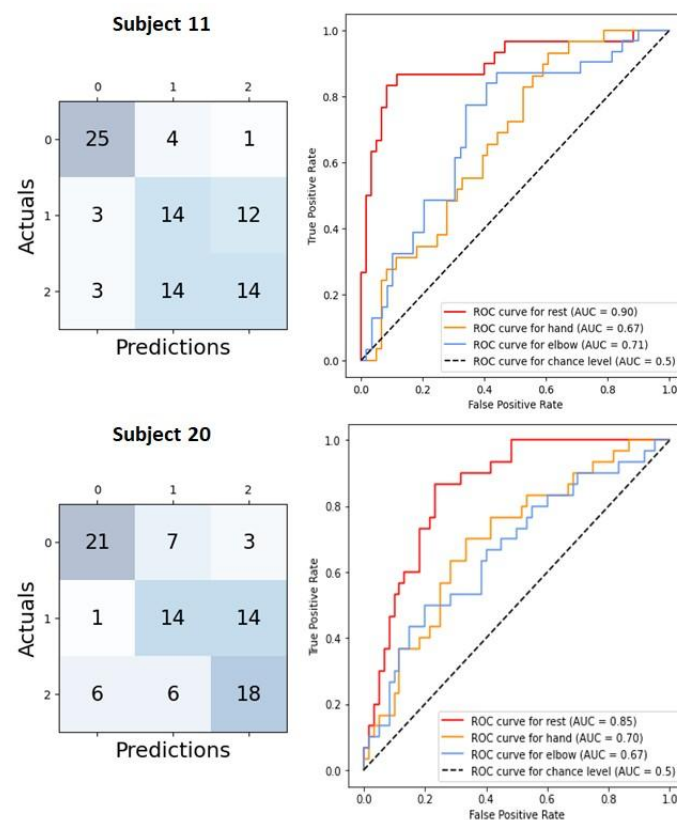 Subject 11
0 1 2
0 25 4 1
1 3 14 12
2 3 14 14
Actuals
Predictions
1.0
0.8
0.6
0.4
0.2
0.0
True Positive Rate
ROC curve for rest (AUC = 0.90)
ROC curve for hand (AUC = 0.67)
ROC curve for elbow (AUC = 0.71)
ROC curve for chance level (AUC = 0.5)
0.0 0.2 0.4 0.6 0.8 1.0
False Positive Rate
Subject 20
0 1 2
0 21 7 3
1 1 14 14
2 6 6 18
Actuals
Predictions
1.0
0.8
0.6
0.4
0.2
0.0
True Positive Rate
ROC curve for rest (AUC = 0.85)
ROC curve for hand (AUC = 0.70)
ROC curve for elbow (AUC = 0.67)
ROC curve for chance level (AUC = 0.5)
0.0 0.2 0.4 0.6 0.8 1.0
False Positive Rate